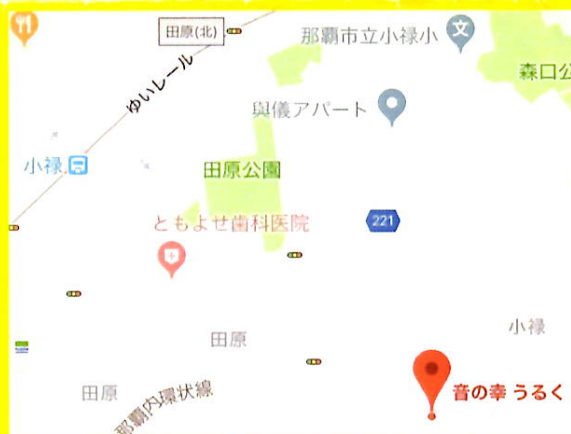 田原(北)
那覇市立小禄小
文
森口公
ゆいレール
與儀アパート
小禄
田原公園
ともよせ歯科医院
221
小禄
田原
音の幸 うるく
田原
那覇内環状線